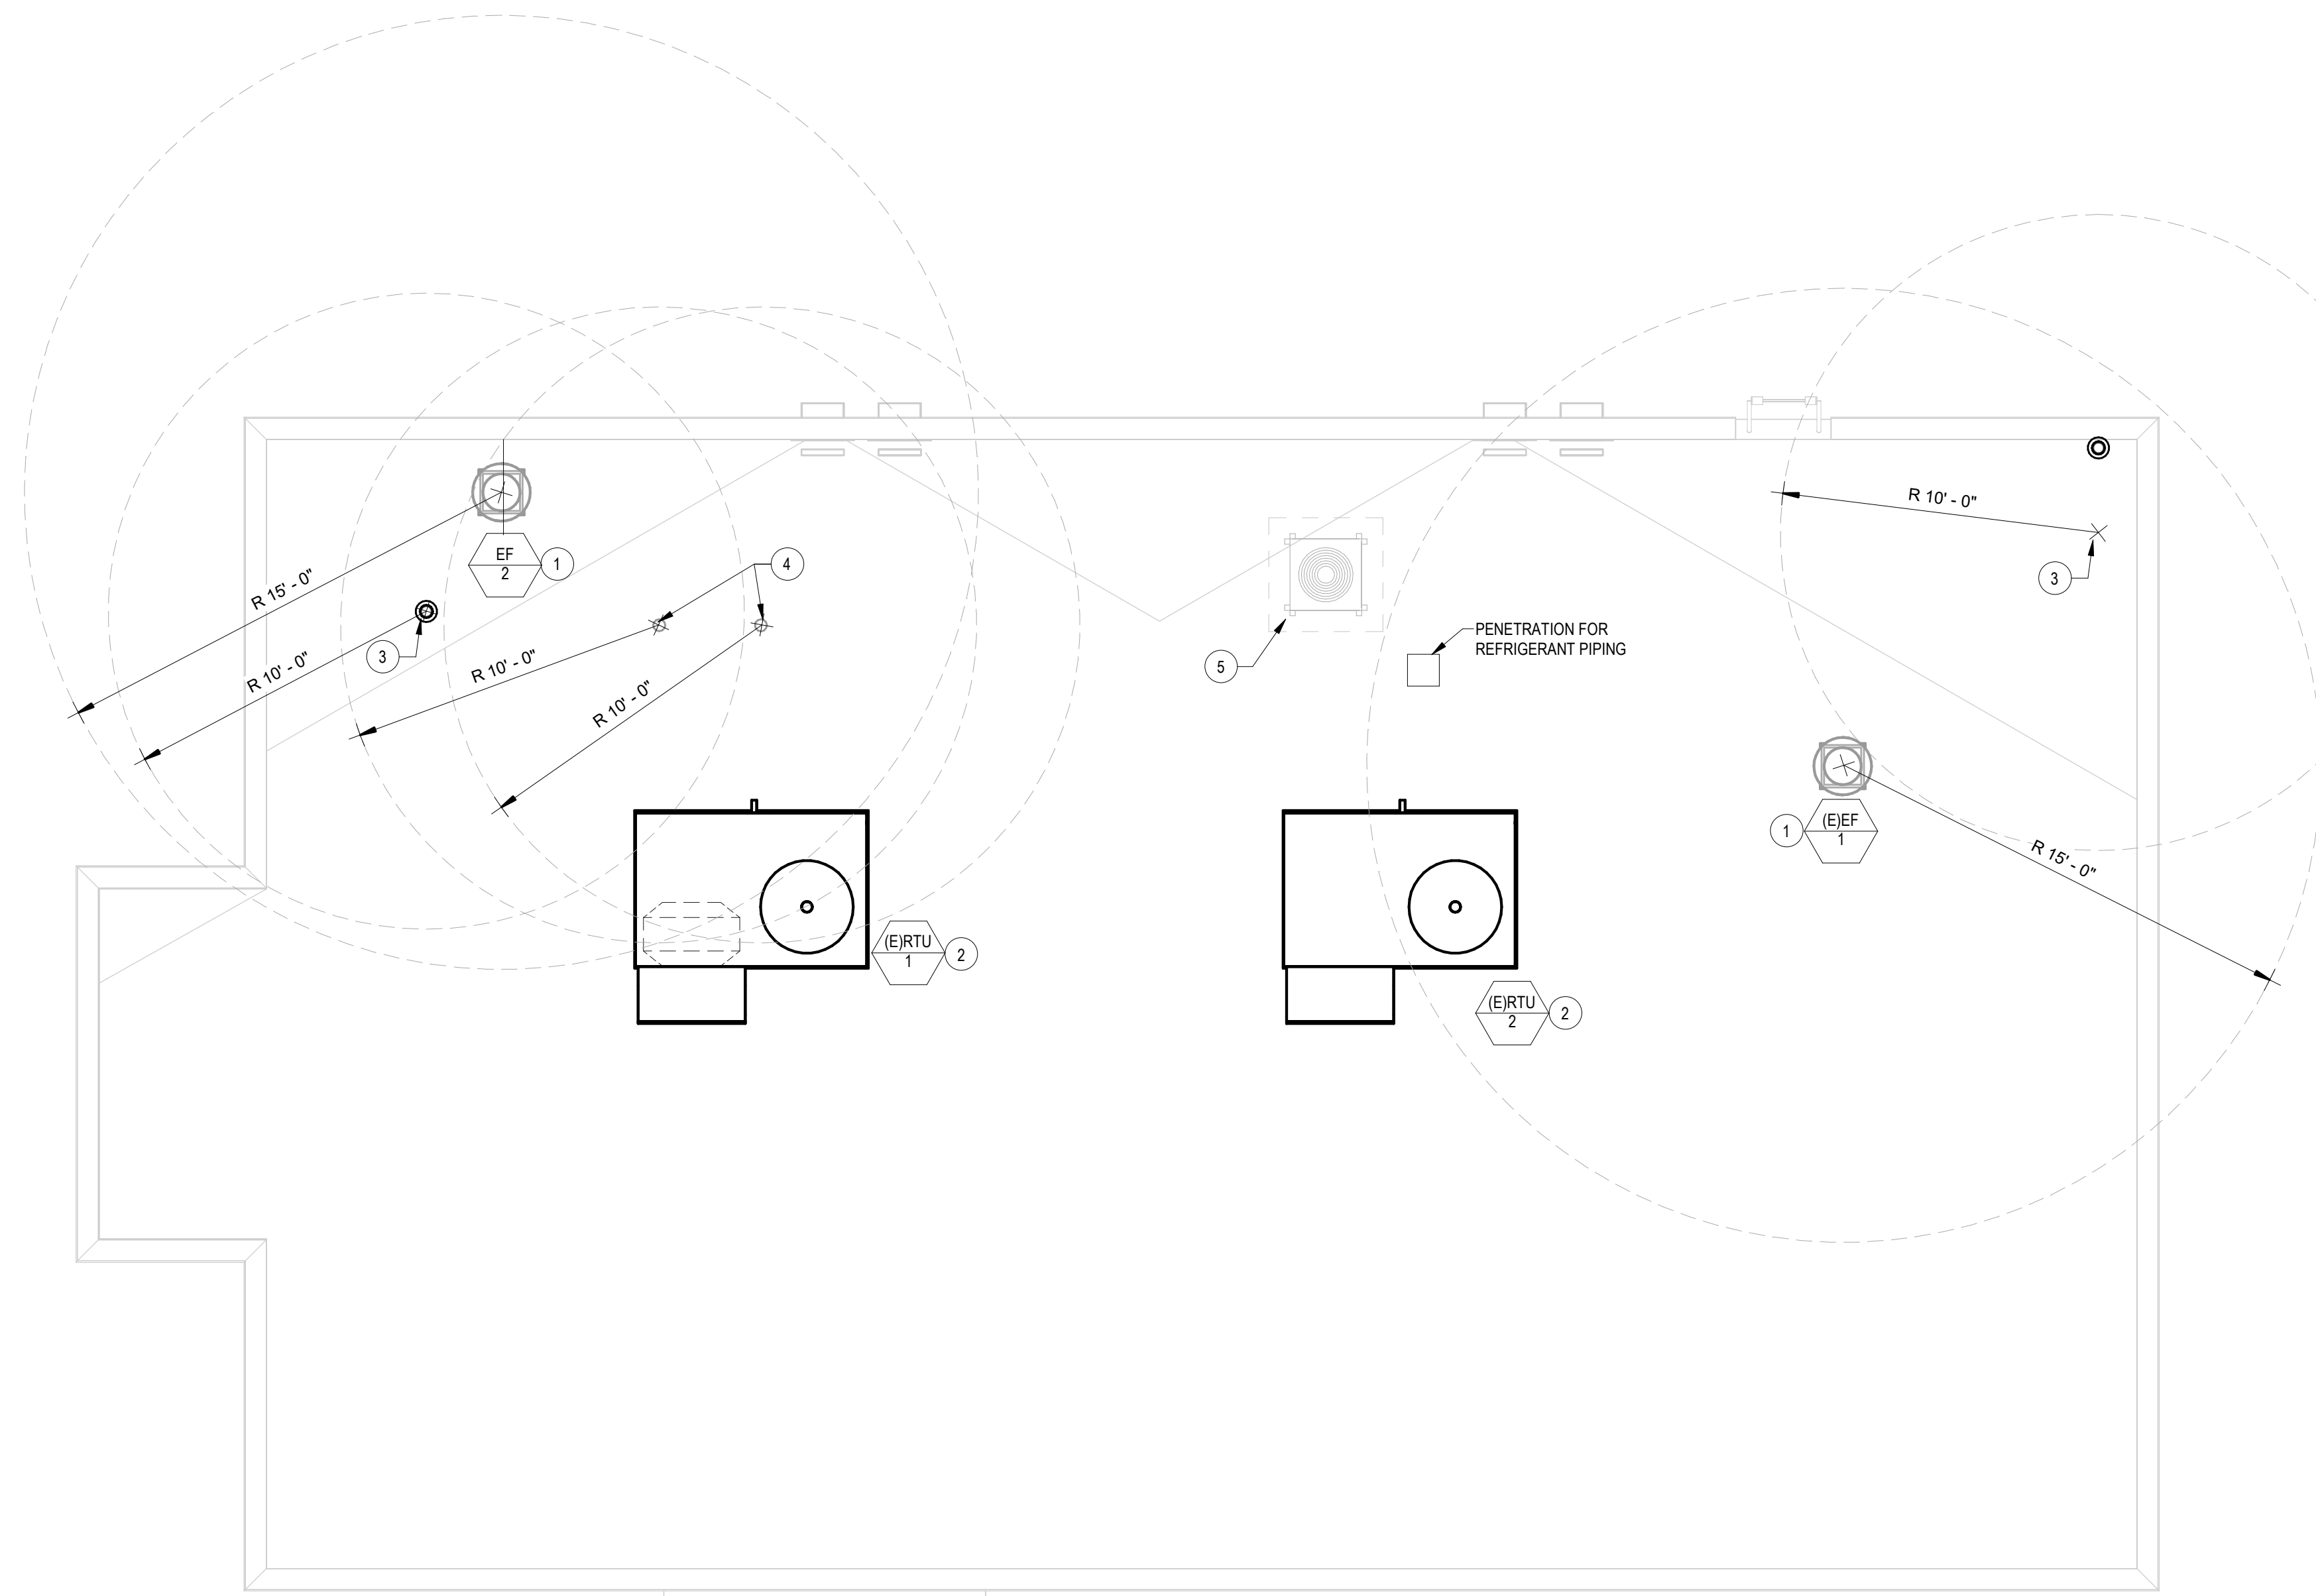 R 10' - 0"
EF
2
1
4
3
R 15' - 0"
3
PENETRATION FOR
REFRIGERANT PIPING
R 10' - 0"
R 10' - 0"
5
R 10' - 0"
1
(E)EF
1
R 15' - 0"
(E)RTU
1
2
(E)RTU
2
2